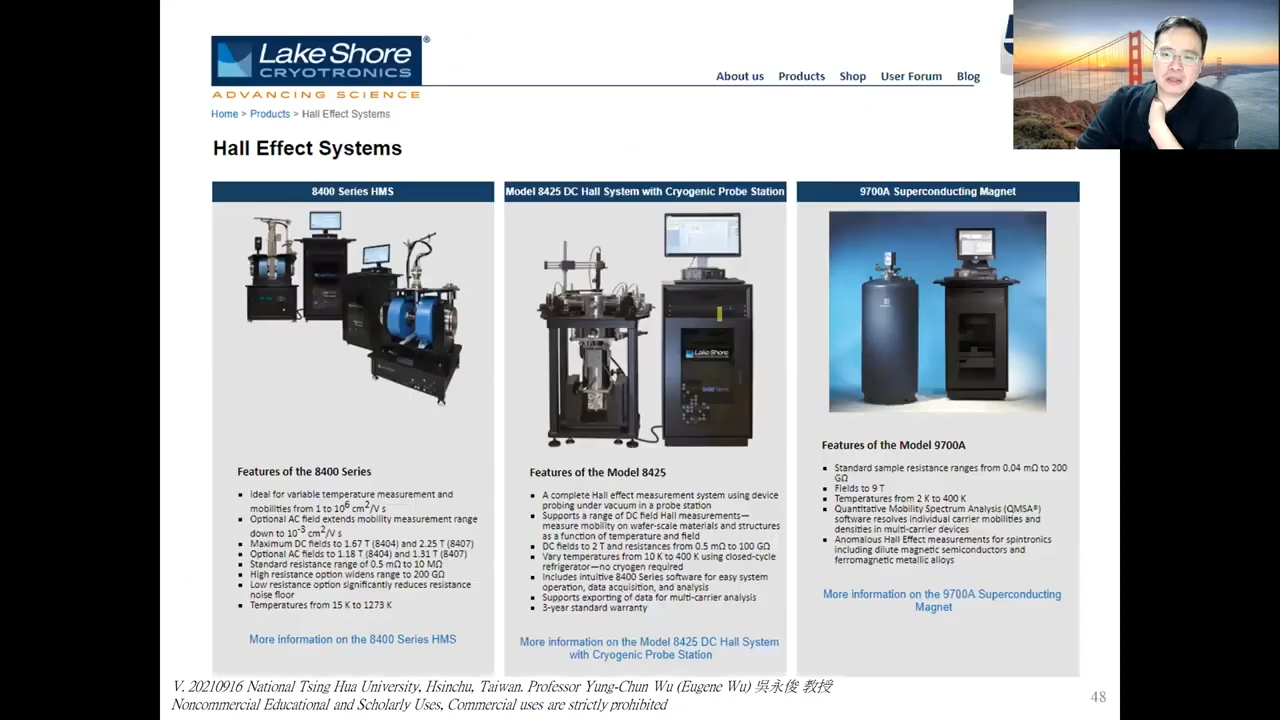 Lake Shore
CRYOTRONICS
ADVANCING SCIENCE
About us Products Shop User Forum Blog
Home > Products > Hall Effect Systems
Hall Effect Systems
8400 Series HMS
Features of the 8400 Series
Ideal for variable temperature measurement and
mobilities from 1 to 10⁶ cm²/V s
Optional AC field extends mobility measurement range
down to 10⁻³ cm²/V s
Maximum DC fields to 1.67 T (8404) and 2.25 T (8407)
Optional AC fields to 1.18 T (8404) and 1.31 T (8407)
Standard resistance range of 0.5 mΩ to 10 MΩ
High resistance option widens range to 200 GΩ
Low resistance option significantly reduces resistance
noise floor
Temperatures from 15 K to 1273 K
More information on the 8400 Series HMS
Model 8425 DC Hall System with Cryogenic Probe Station
Lake Shore
Features of the Model 8425
A complete Hall effect measurement system using device
probing under vacuum in a probe station
Supports a range of DC field Hall measurements—
measure mobility on wafer-scale materials and structures
as a function of temperature and field
DC fields to 2 T and resistances from 0.5 mΩ to 100 GΩ
Vary temperatures from 10 K to 400 K using closed-cycle
refrigerator—no cryogen required
Includes intuitive 8400 Series software for easy system
operation, data acquisition, and analysis
Supports exporting of data for multi-carrier analysis
3-year standard warranty
More information on the Model 8425 DC Hall System
with Cryogenic Probe Station
9700A Superconducting Magnet
Features of the Model 9700A
Standard sample resistance ranges from 0.04 mΩ to 200
GΩ
Fields to 9 T
Temperatures from 2 K to 400 K
Quantitative Mobility Spectrum Analysis (QMSA®)
software resolves individual carrier mobilities and
densities in multi-carrier devices
Anomalous Hall Effect measurements for spintronics
including dilute magnetic semiconductors and
ferromagnetic metallic alloys
More information on the 9700A Superconducting
Magnet
V. 20210916 National Tsing Hua University, Hsinchu, Taiwan. Professor Yung-Chun Wu (Eugene Wu) 吳永俊 教授
Noncommercial Educational and Scholarly Uses, Commercial uses are strictly prohibited
48